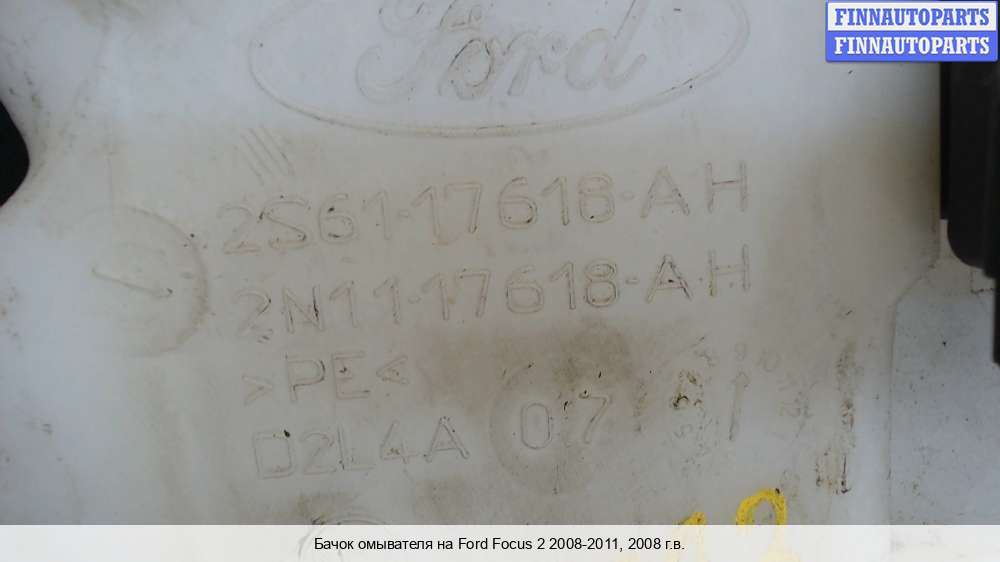 FINNAUTOPARTS
FINNAUTOPARTS
Ford
2S61-17618-AH
2N11-17618-AH
>PE<
D2L4A 07
Бачок омывателя на Ford Focus 2 2008-2011, 2008 г.в.